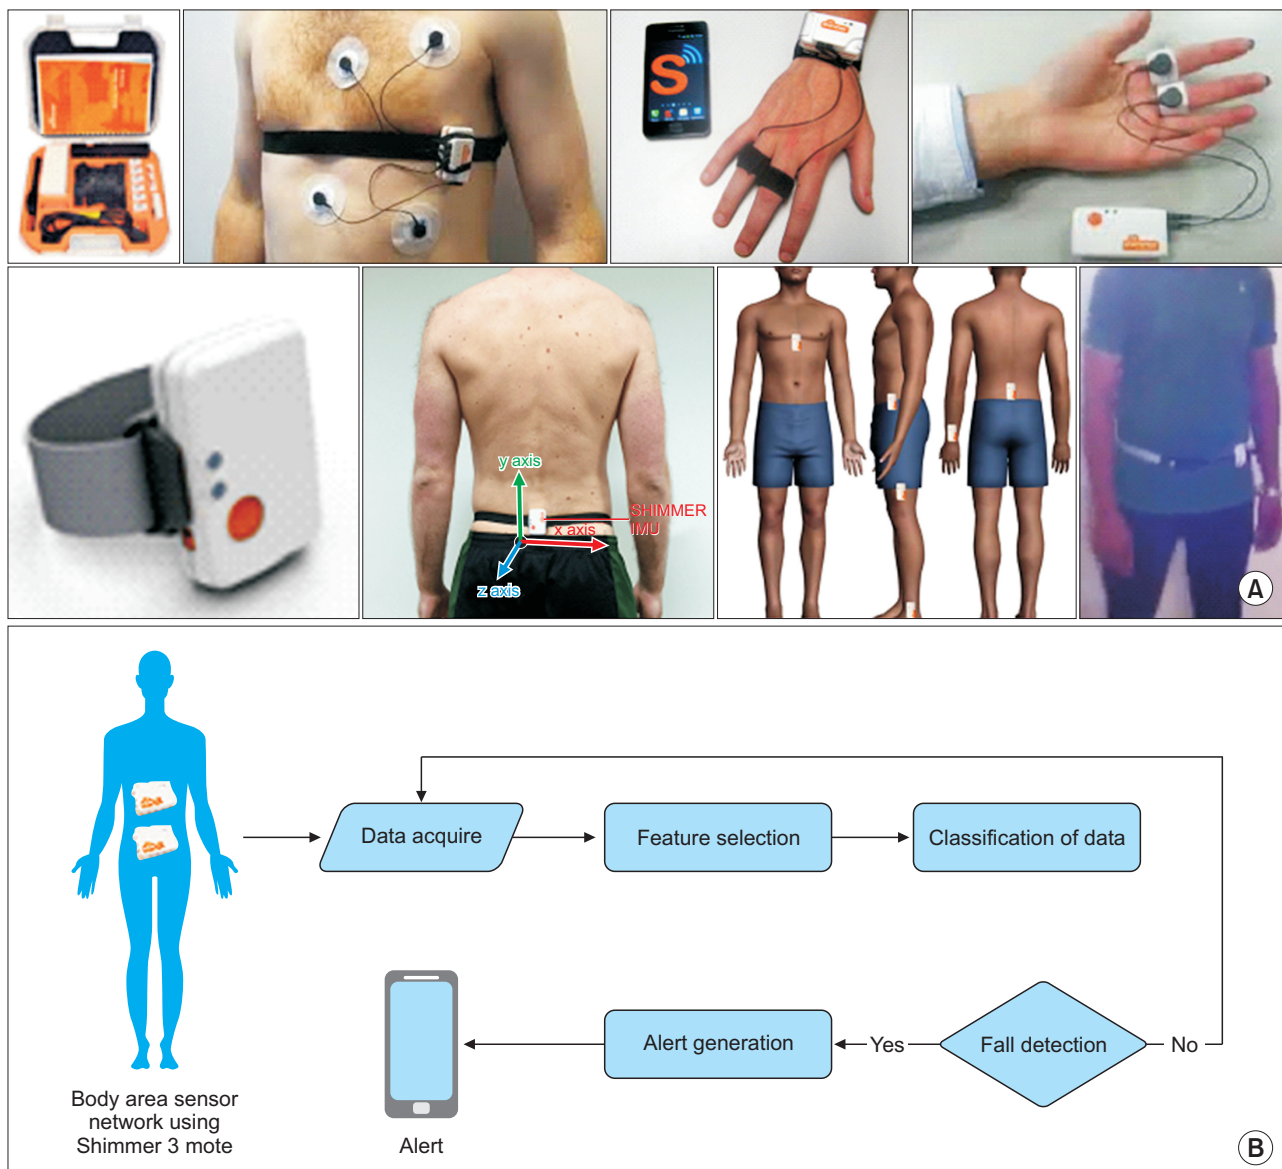 S
y axis
SHIMMER
IMU
x axis
z axis
A
Data acquire
Feature selection
Classification of data
Alert generation
Yes
Fall detection
No
Body area sensor
network using
Shimmer 3 mote
Alert
B